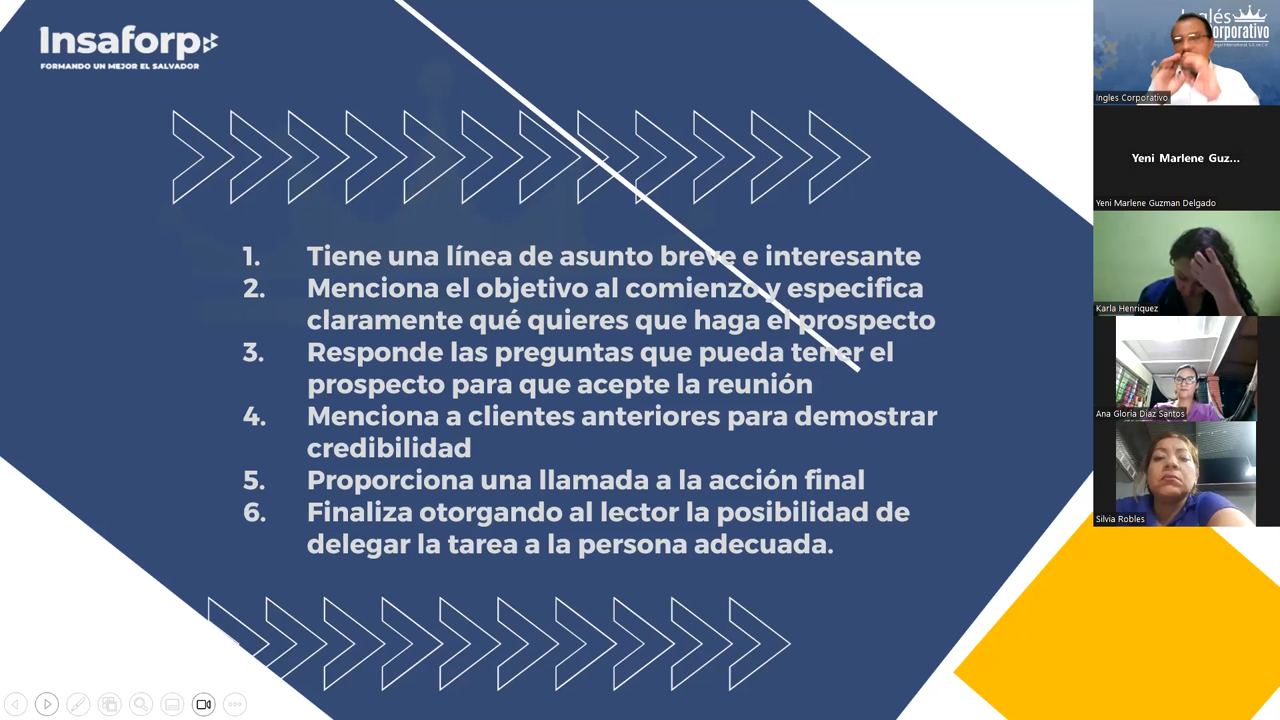 Insaforp
FORMANDO UN MEJOR EL SALVADOR
1. Tiene una línea de asunto breve e interesante
2. Menciona el objetivo al comienzo y especifica
claramente qué quieres que haga el prospecto
3. Responde las preguntas que pueda tener el
prospecto para que acepte la reunión
4. Menciona a clientes anteriores para demostrar
credibilidad
5. Proporciona una llamada a la acción final
6. Finaliza otorgando al lector la posibilidad de
delegar la tarea a la persona adecuada.
Ingles Corporativo
Yeni Marlene Guz...
Yeni Marlene Guzman Delgado
Karla Henriquez
Ana Gloria Diaz Santos
Silvia Robles